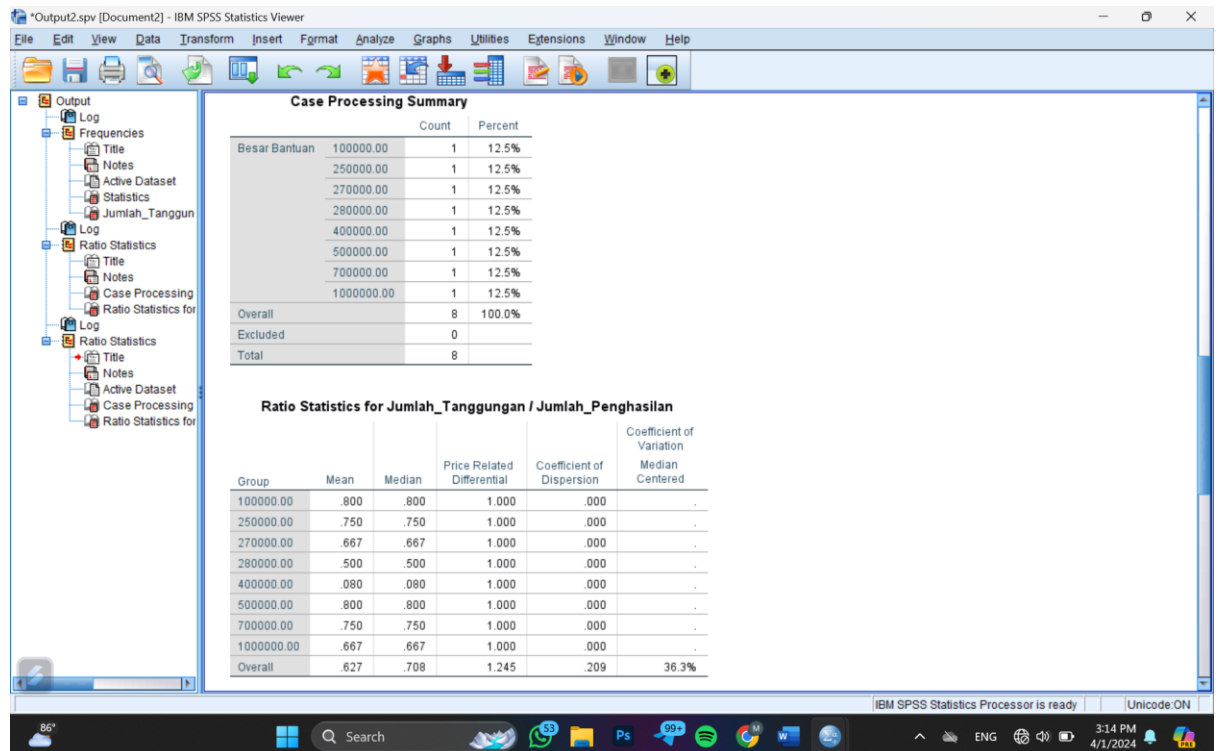 *Output2.spv [Document2] - IBM SPSS Statistics Viewer
File Edit View Data Transform Insert Format Analyze Graphs Utilities Extensions Window Help
Output
Log
Frequencies
Title
Notes
Active Dataset
Statistics
Jumlah_Tanggun
Log
Ratio Statistics
Title
Notes
Case Processing
Ratio Statistics for
Log
Ratio Statistics
Title
Notes
Active Dataset
Case Processing
Ratio Statistics for
Case Processing Summary
Count Percent
Besar Bantuan 100000.00 1 12.5%
250000.00 1 12.5%
270000.00 1 12.5%
280000.00 1 12.5%
400000.00 1 12.5%
500000.00 1 12.5%
700000.00 1 12.5%
1000000.00 1 12.5%
Overall 8 100.0%
Excluded 0
Total 8
Ratio Statistics for Jumlah_Tanggungan / Jumlah_Penghasilan
Coefficient of
Variation
Price Related Coefficient of Median
Group Mean Median Differential Dispersion Centered
100000.00 .800 .800 1.000 .000 .
250000.00 .750 .750 1.000 .000 .
270000.00 .667 .667 1.000 .000 .
280000.00 .500 .500 1.000 .000 .
400000.00 .080 .080 1.000 .000 .
500000.00 .800 .800 1.000 .000 .
700000.00 .750 .750 1.000 .000 .
1000000.00 .667 .667 1.000 .000 .
Overall .627 .708 1.245 .209 36.3%
IBM SPSS Statistics Processor is ready Unicode:ON
86° Search 53 Ps 99+ W ENG 3:14 PM
4/1/2024 PRE